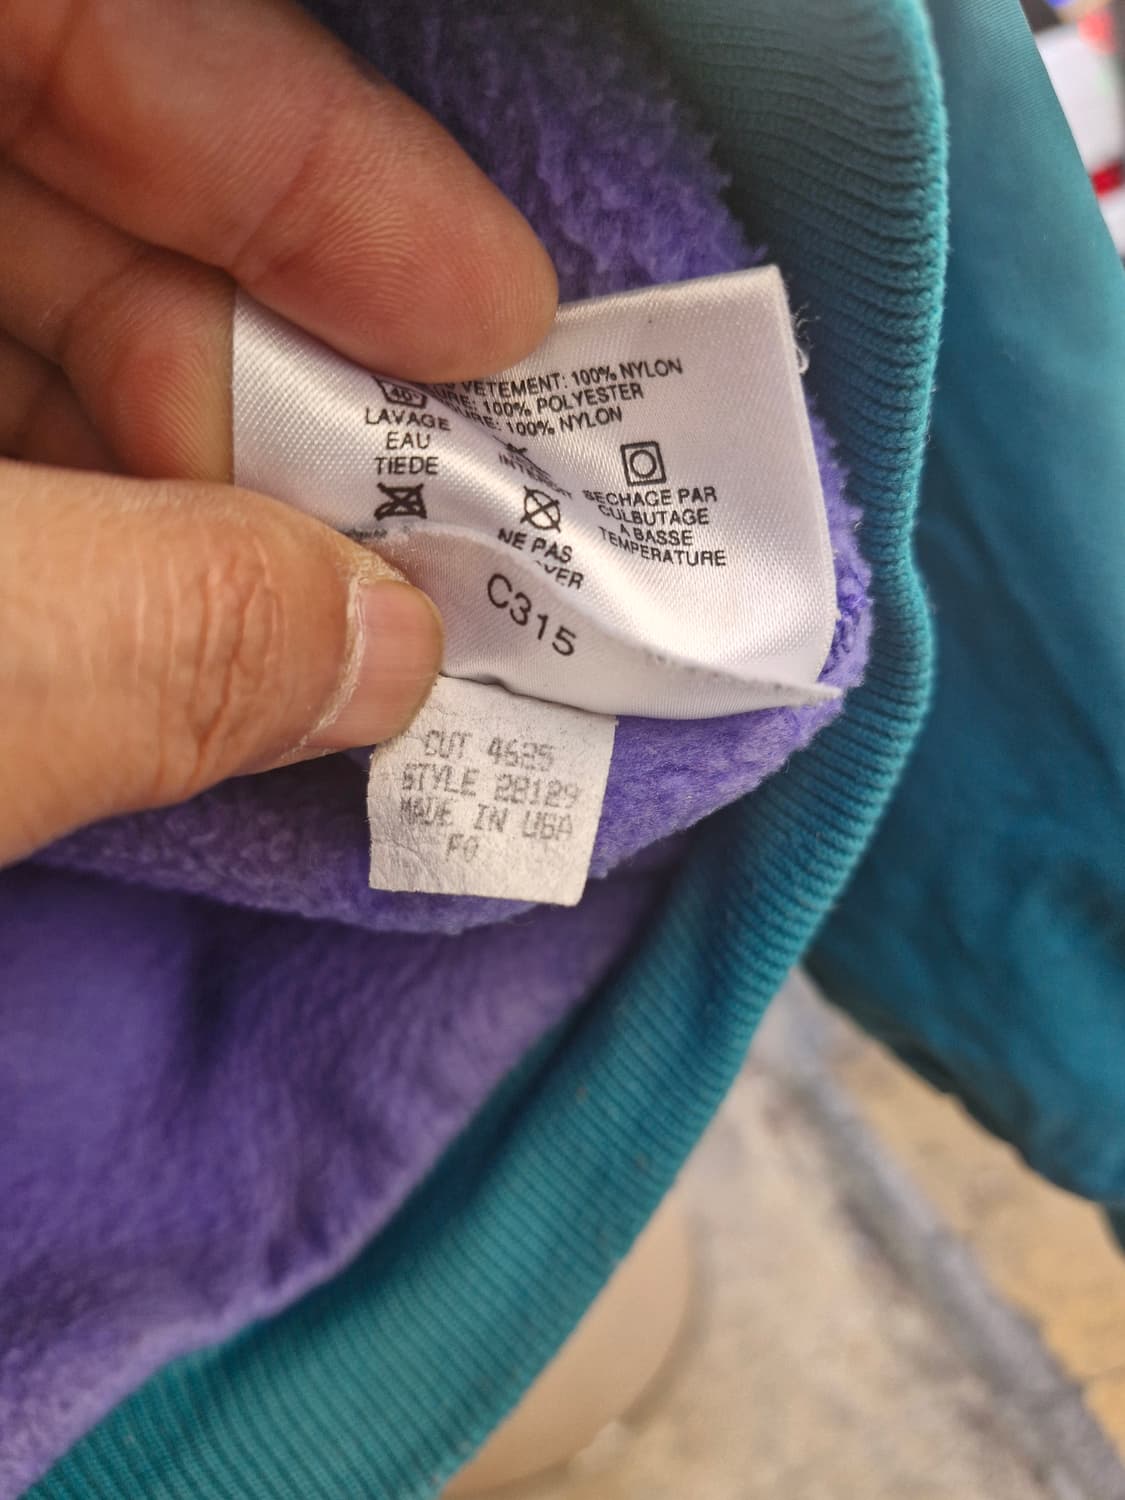 VETEMENT: 100% NYLON
100% POLYESTER
100% NYLON
40°
LAVAGE
EAU
TIEDE
NE PAS
SECHAGE PAR
CULBUTAGE
A BASSE
TEMPERATURE
C315
CUT 4625
STYLE 28129
MADE IN USA